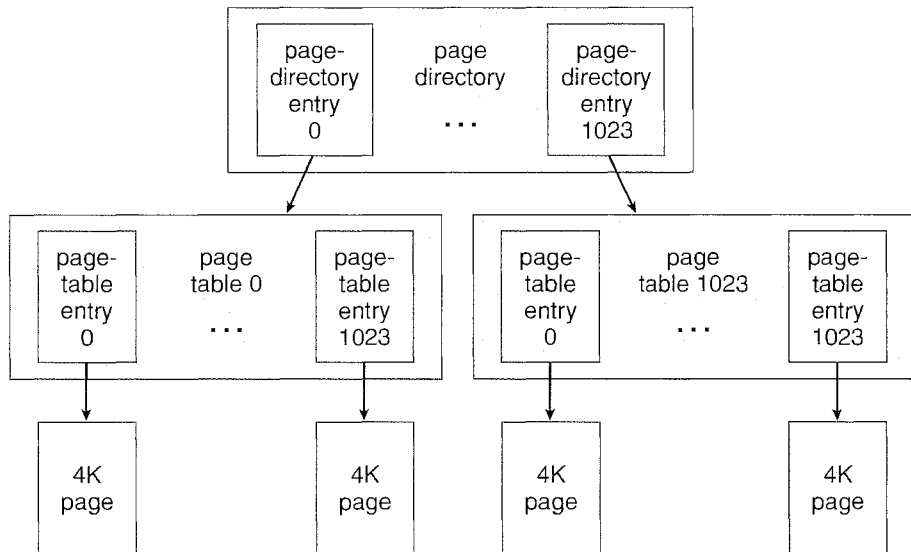 page-
directory
entry
0
page
directory
...
page-
directory
entry
1023
page-
table
entry
0
page
table 0
...
page-
table
entry
1023
page-
table
entry
0
page
table 1023
...
page-
table
entry
1023
4K
page
4K
page
4K
page
4K
page